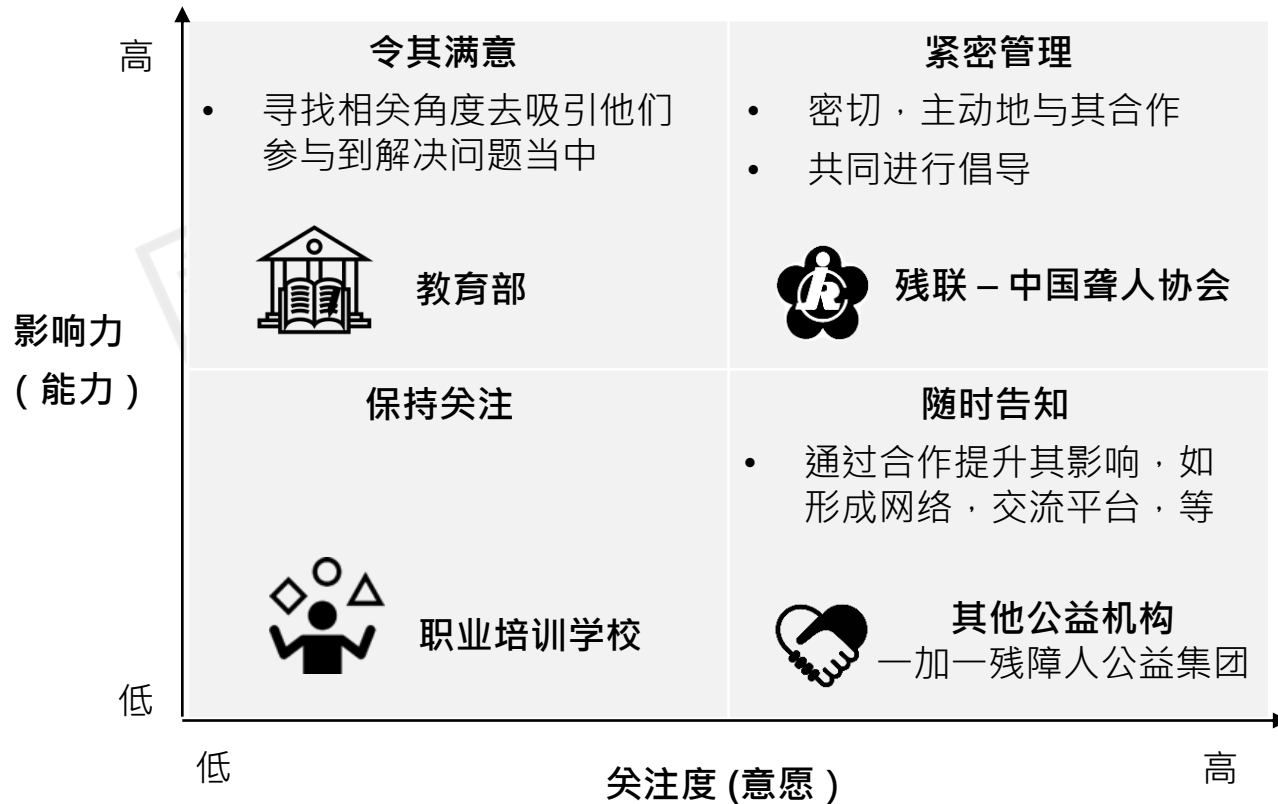 高
令其满意
• 寻找相关角度去吸引他们
参与到解决问题当中
教育部
紧密管理
• 密切，主动地与其合作
• 共同进行倡导
残联 – 中国聋人协会
影响力
（能力）
保持关注
职业培训学校
随时告知
• 通过合作提升其影响，如
形成网络，交流平台，等
其他公益机构
一加一残障人公益集团
低
低
关注度 (意愿）
高